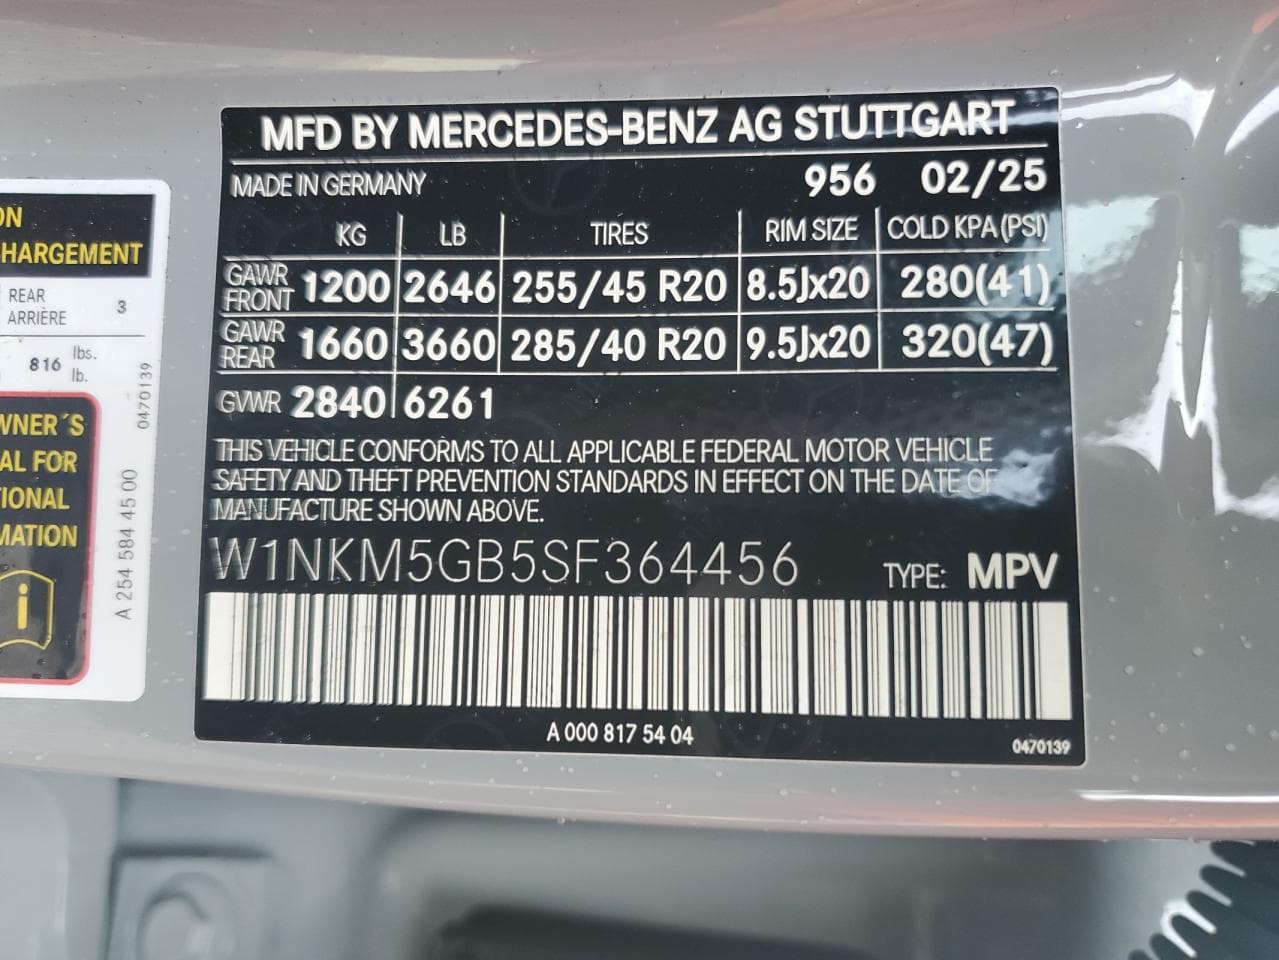 ON
CHARGEMENT
REAR
ARRIÈRE 3
816 lbs.
lb.
WNER´S
AL FOR
TIONAL
MATION
i
0470139
A 254 584 45 00
MFD BY MERCEDES-BENZ AG STUTTGART
MADE IN GERMANY 956 02/25
KG LB TIRES RIM SIZE COLD KPA (PSI)
GAWR FRONT 1200 2646 255/45 R20 8.5Jx20 280(41)
GAWR REAR 1660 3660 285/40 R20 9.5Jx20 320(47)
GVWR 2840 6261
THIS VEHICLE CONFORMS TO ALL APPLICABLE FEDERAL MOTOR VEHICLE
SAFETY AND THEFT PREVENTION STANDARDS IN EFFECT ON THE DATE OF
MANUFACTURE SHOWN ABOVE.
W1NKM5GB5SF364456 TYPE: MPV
A 000 817 54 04
0470139